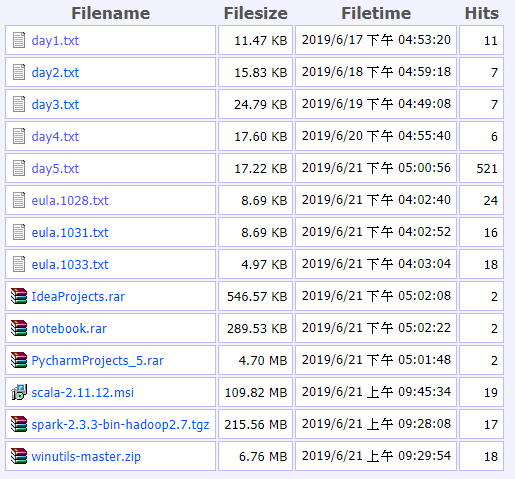 Filename Filesize Filetime Hits
day1.txt 11.47 KB 2019/6/17 下午 04:53:20 11
day2.txt 15.83 KB 2019/6/18 下午 04:59:18 7
day3.txt 24.79 KB 2019/6/19 下午 04:49:08 7
day4.txt 17.60 KB 2019/6/20 下午 04:55:40 6
day5.txt 17.22 KB 2019/6/21 下午 05:00:56 521
eula.1028.txt 8.69 KB 2019/6/21 下午 04:02:40 24
eula.1031.txt 8.69 KB 2019/6/21 下午 04:02:52 16
eula.1033.txt 4.97 KB 2019/6/21 下午 04:03:04 18
IdeaProjects.rar 546.57 KB 2019/6/21 下午 05:02:08 2
notebook.rar 289.53 KB 2019/6/21 下午 05:02:22 2
PycharmProjects_5.rar 4.70 MB 2019/6/21 下午 05:01:48 2
scala-2.11.12.msi 109.82 MB 2019/6/21 上午 09:45:34 19
spark-2.3.3-bin-hadoop2.7.tgz 215.56 MB 2019/6/21 上午 09:28:08 17
winutils-master.zip 6.76 MB 2019/6/21 上午 09:29:54 18